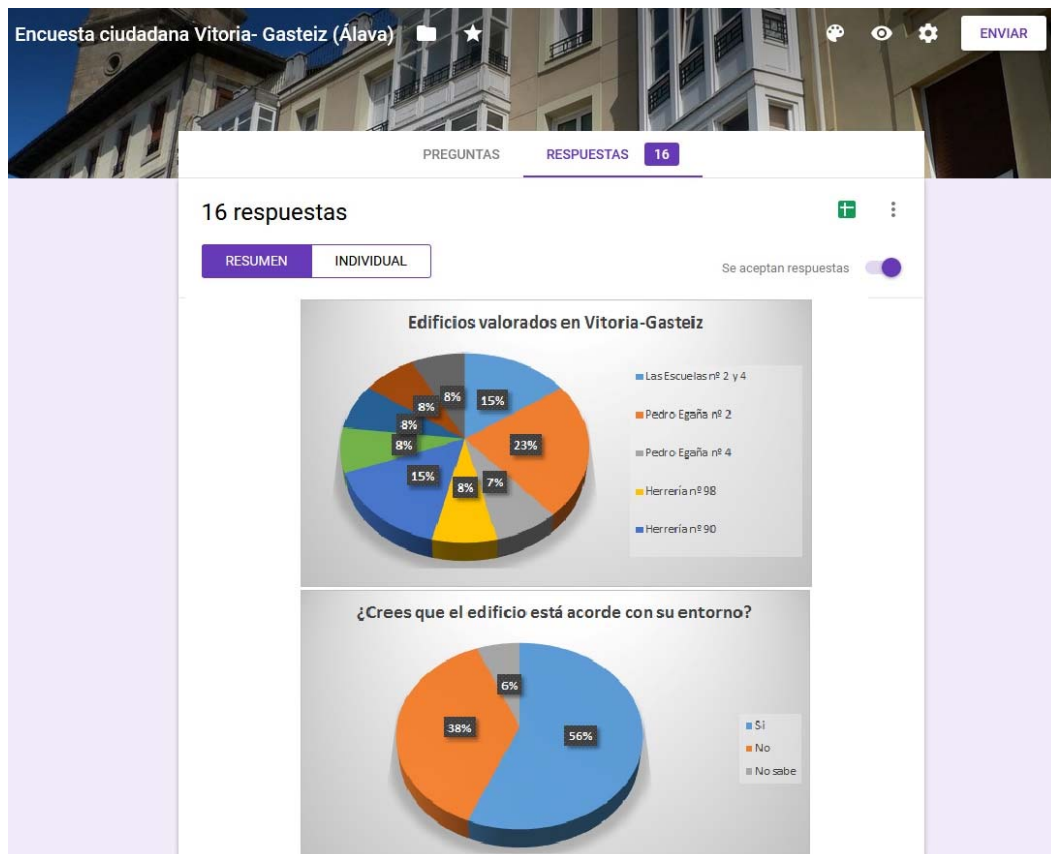 Encuesta ciudadana Vitoria- Gasteiz (Álava)
ENVIAR
PREGUNTAS RESPUESTAS 16
16 respuestas
RESUMEN INDIVIDUAL
Se aceptan respuestas
Edificios valorados en Vitoria-Gasteiz
15%
23%
7%
8%
15%
8%
8%
8%
8%
Las Escuelas nº 2 y 4
Pedro Egaña nº 2
Pedro Egaña nº 4
Herrería nº 98
Herrería nº 90
¿Crees que el edificio está acorde con su entorno?
6%
38%
56%
Si
No
No sabe